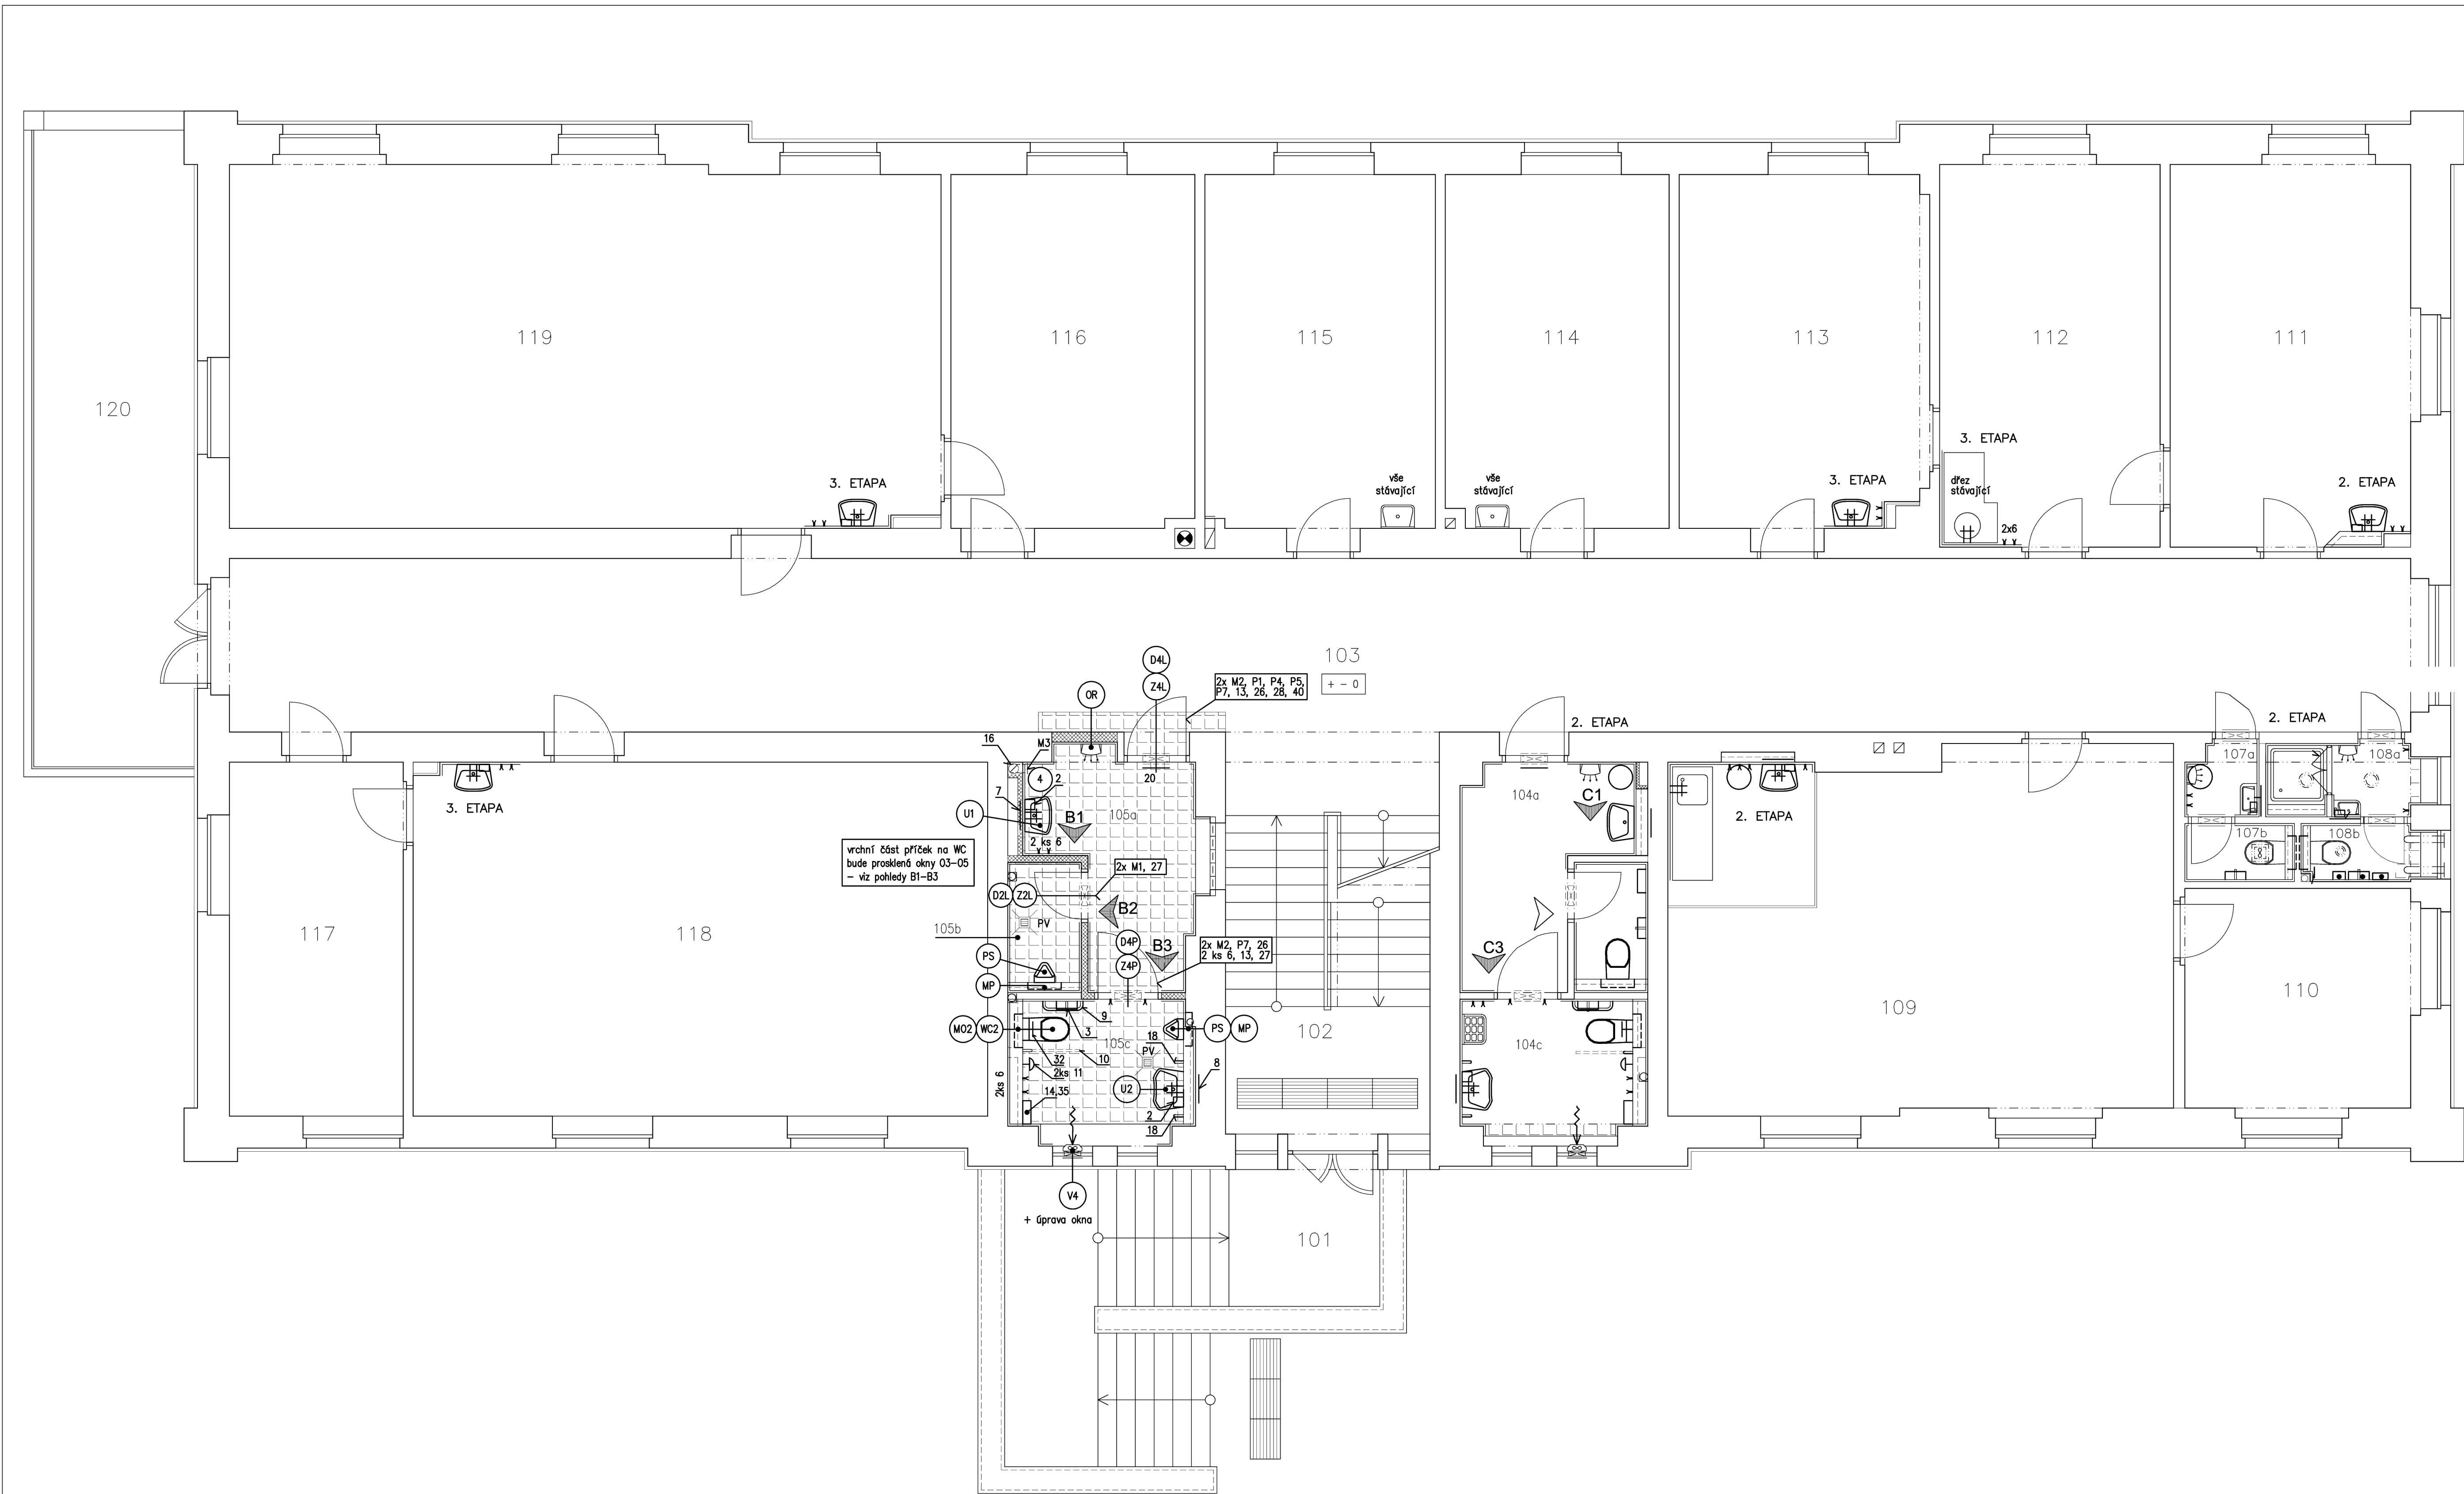 119
116
115
114
113
112
111
120
3. ETAPA
vše
stávající
vše
stávající
3. ETAPA
3. ETAPA
dřez
stávající
2x6
2. ETAPA
103
+ - 0
D4L
Z4L
OR
2x M2, P1, P4, P5,
P7, 13, 26, 28, 40
2. ETAPA
2. ETAPA
16
M3
4
2
20
7
U1
B1
105a
2 ks 6
3. ETAPA
vrchní část příček na WC
bude prosklená okny 03-05
- viz pohledy B1-B3
2x M1, 27
D2L
Z2L
B2
PV
105b
D4P
B3
Z4P
2x M2, P7, 26
2 ks 6, 13, 27
PS
MP
MO2
WC2
9
3
PS
MP
105c
18
PV
32
10
2ks 11
8
2ks 6
14,35
U2
2
18
V4
+ úprava okna
117
118
102
101
104a
C1
C3
104c
2. ETAPA
109
110
107a
108a
107b
108b